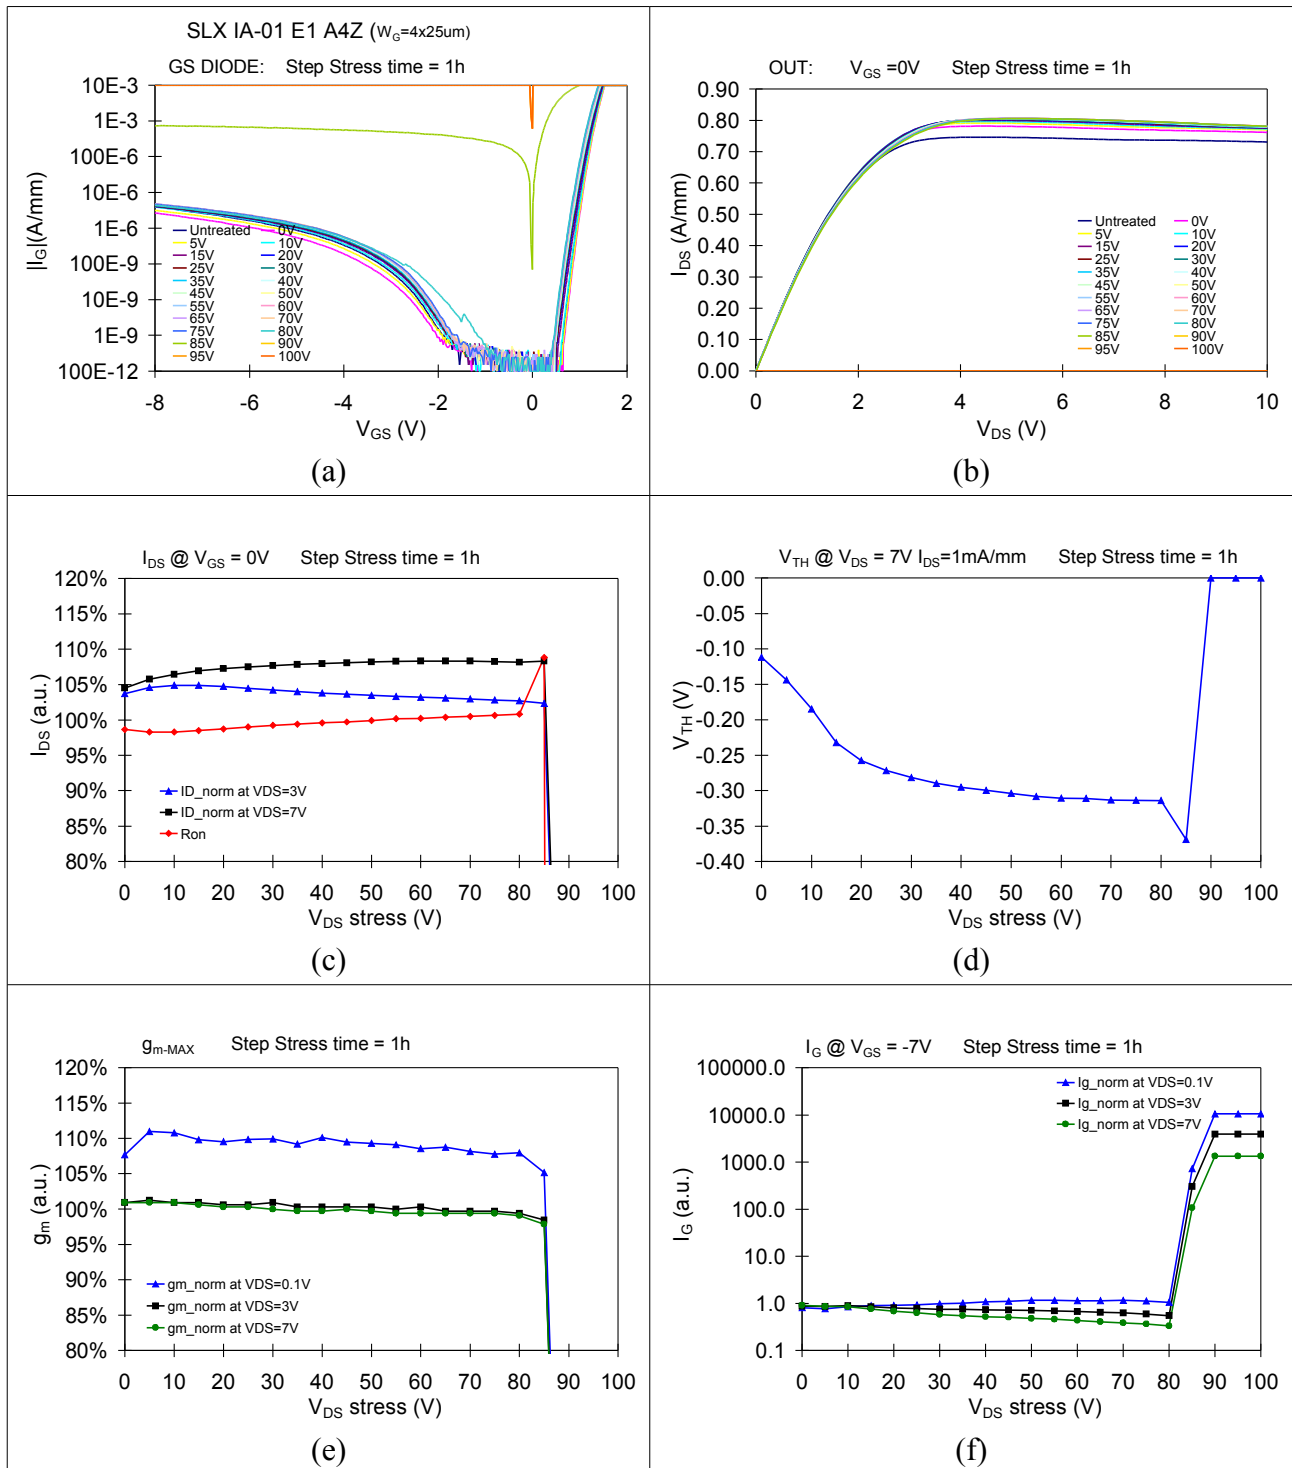 SLX IA-01 E1 A4Z (WG=4x25um)
GS DIODE: Step Stress time = 1h
10E-3
1E-3
100E-6
10E-6
1E-6
100E-9
10E-9
1E-9
100E-12
|IG|(A/mm)
Untreated 0V
5V 10V
15V 20V
25V 30V
35V 40V
45V 50V
55V 60V
65V 70V
75V 80V
85V 90V
95V 100V
-8 -6 -4 -2 0 2
VGS (V)
(a)
OUT: VGS =0V Step Stress time = 1h
0.90
0.80
0.70
0.60
0.50
0.40
0.30
0.20
0.10
0.00
IDS (A/mm)
Untreated 0V
5V 10V
15V 20V
25V 30V
35V 40V
45V 50V
55V 60V
65V 70V
75V 80V
85V 90V
95V 100V
0 2 4 6 8 10
VDS (V)
(b)
IDS @ VGS = 0V Step Stress time = 1h
120%
115%
110%
105%
100%
95%
90%
85%
80%
IDS (a.u.)
ID_norm at VDS=3V
ID_norm at VDS=7V
Ron
0 10 20 30 40 50 60 70 80 90 100
VDS stress (V)
(c)
VTH @ VDS = 7V IDS=1mA/mm Step Stress time = 1h
0.00
-0.05
-0.10
-0.15
-0.20
-0.25
-0.30
-0.35
-0.40
VTH (V)
0 10 20 30 40 50 60 70 80 90 100
VDS stress (V)
(d)
gm-MAX Step Stress time = 1h
120%
115%
110%
105%
100%
95%
90%
85%
80%
gm (a.u.)
gm_norm at VDS=0.1V
gm_norm at VDS=3V
gm_norm at VDS=7V
0 10 20 30 40 50 60 70 80 90 100
VDS stress (V)
(e)
IG @ VGS = -7V Step Stress time = 1h
100000.0
10000.0
1000.0
100.0
10.0
1.0
0.1
IG (a.u.)
Ig_norm at VDS=0.1V
Ig_norm at VDS=3V
Ig_norm at VDS=7V
0 10 20 30 40 50 60 70 80 90 100
VDS stress (V)
(f)